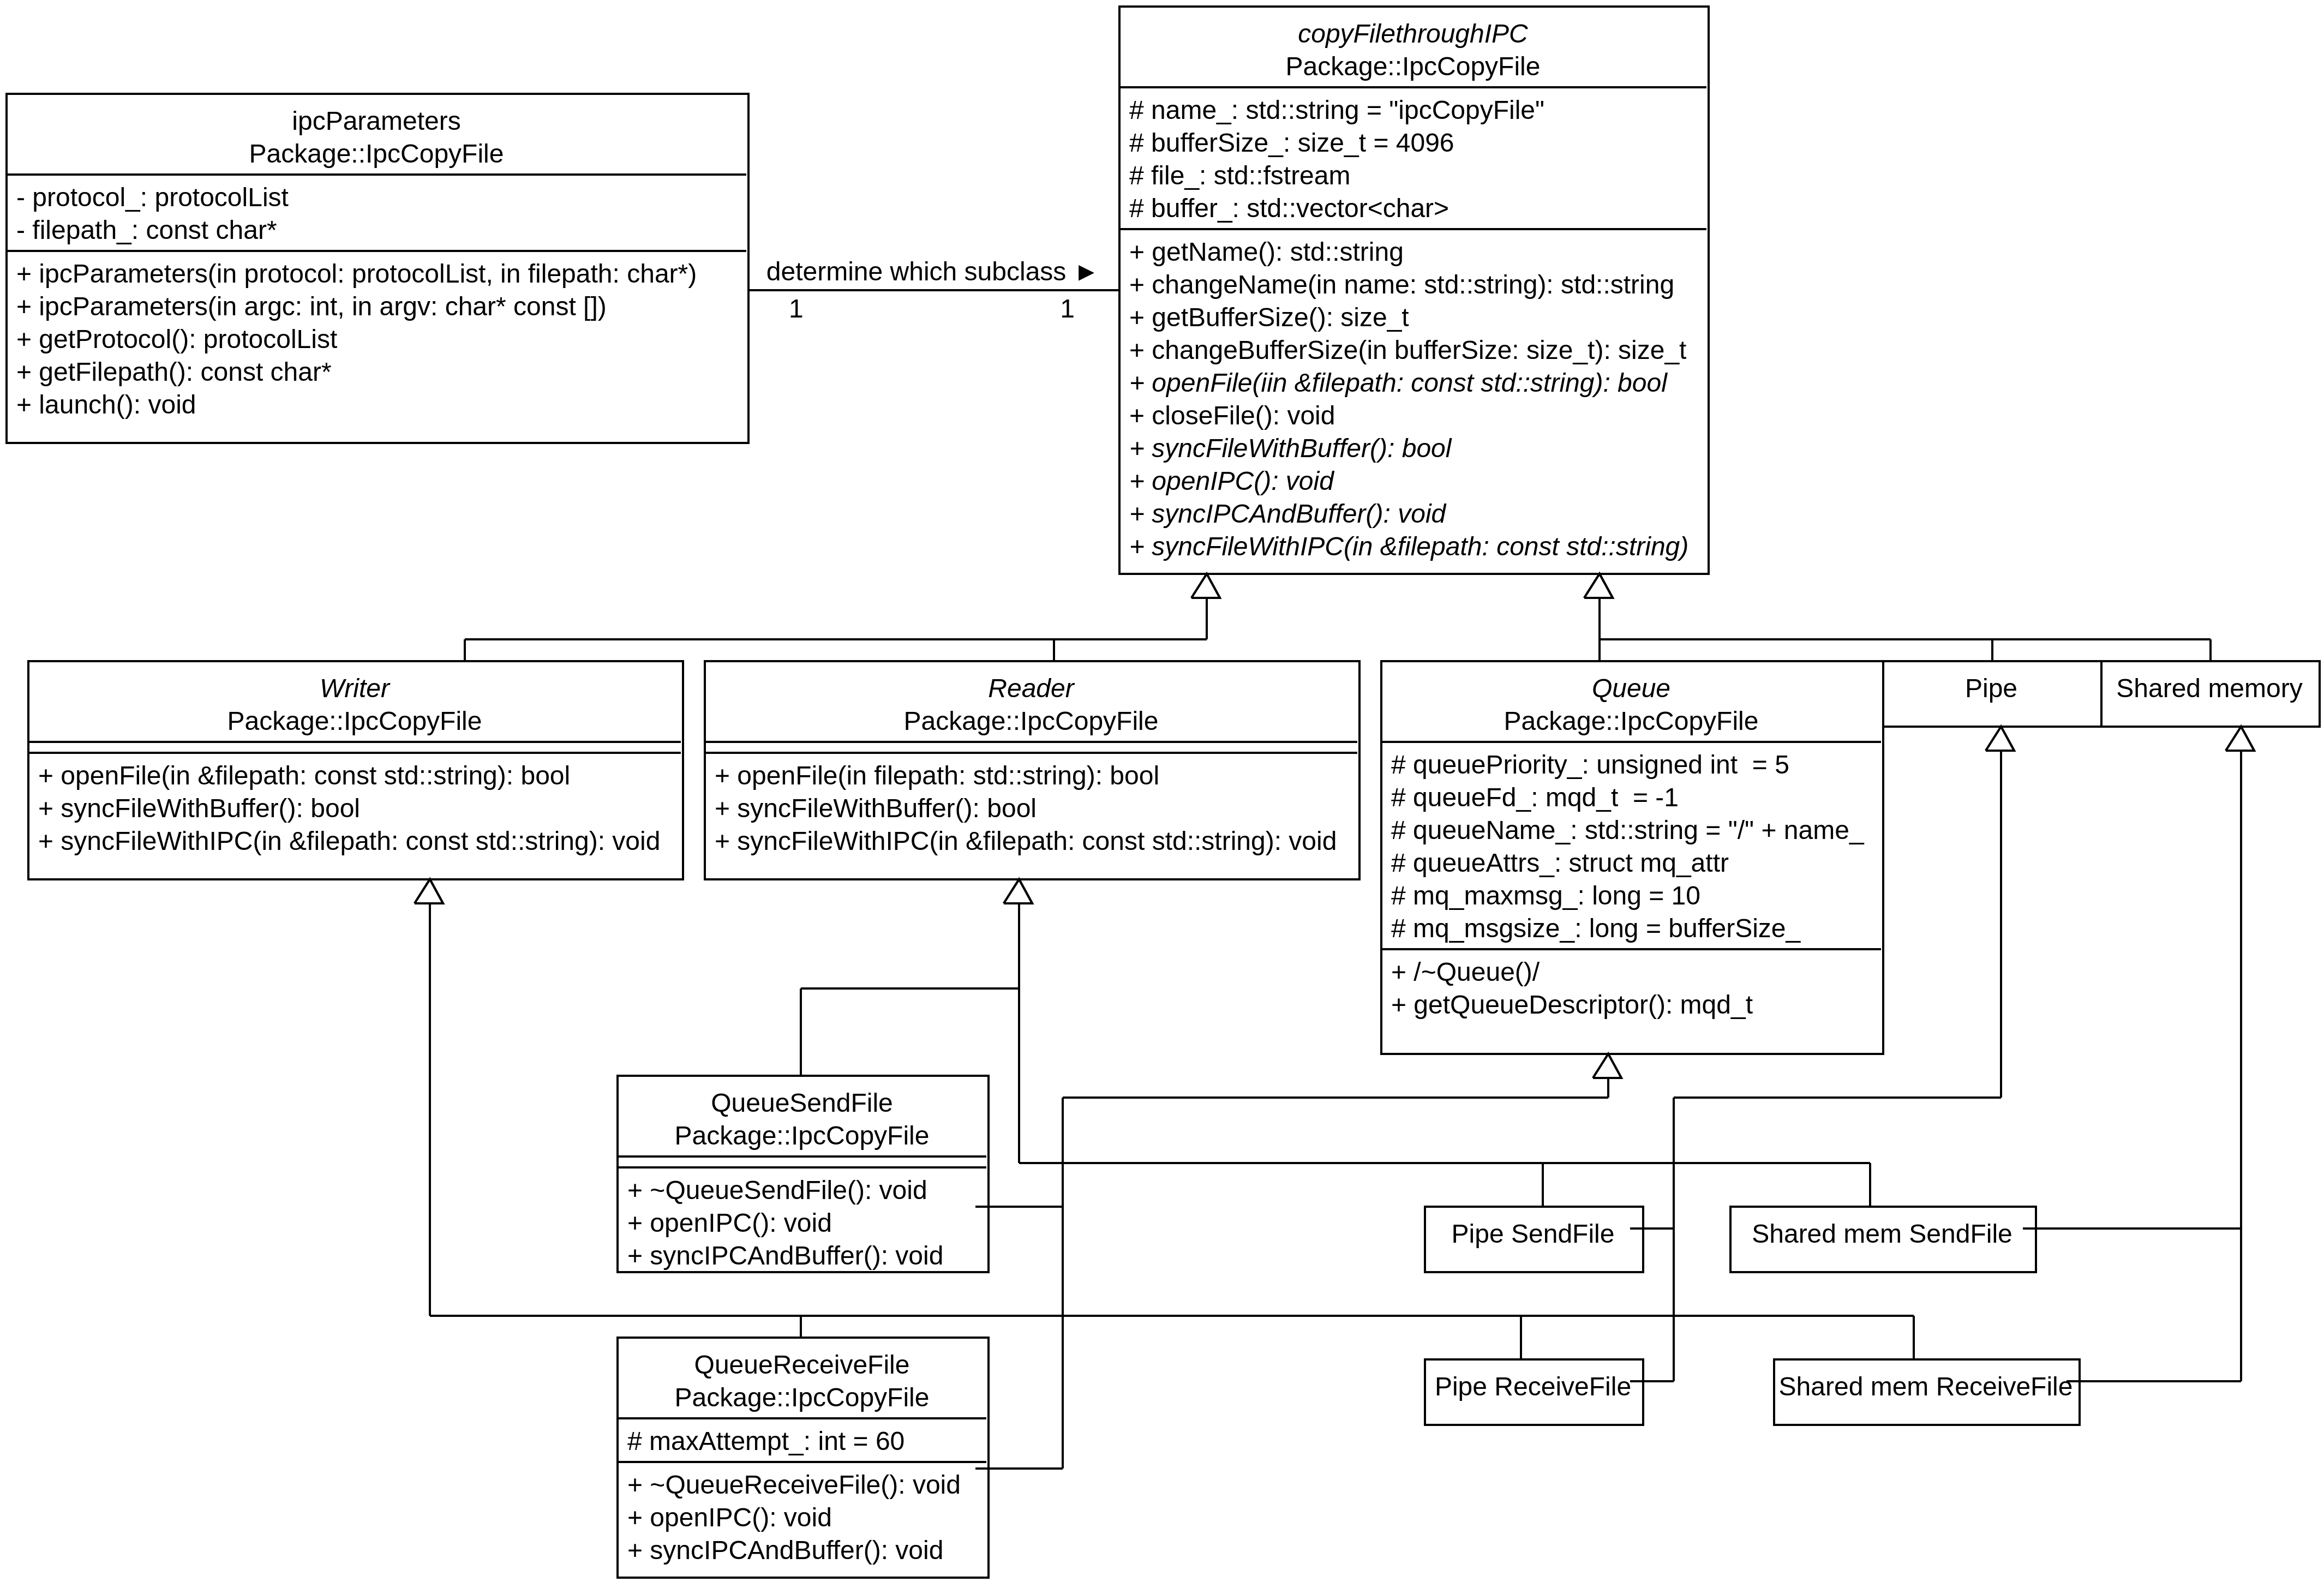 copyFilethroughIPC
Package::IpcCopyFile
# name_: std::string = "ipcCopyFile"
# bufferSize_: size_t = 4096
# file_: std::fstream
# buffer_: std::vector<char>
+ getName(): std::string
+ changeName(in name: std::string): std::string
+ getBufferSize(): size_t
+ changeBufferSize(in bufferSize: size_t): size_t
+ openFile(iin &filepath: const std::string): bool
+ closeFile(): void
+ syncFileWithBuffer(): bool
+ openIPC(): void
+ syncIPCAndBuffer(): void
+ syncFileWithIPC(in &filepath: const std::string)
ipcParameters
Package::IpcCopyFile
- protocol_: protocolList
- filepath_: const char*
+ ipcParameters(in protocol: protocolList, in filepath: char*)
+ ipcParameters(in argc: int, in argv: char* const [])
+ getProtocol(): protocolList
+ getFilepath(): const char*
+ launch(): void
determine which subclass ►
1
1
Writer
Package::IpcCopyFile
+ openFile(in &filepath: const std::string): bool
+ syncFileWithBuffer(): bool
+ syncFileWithIPC(in &filepath: const std::string): void
Reader
Package::IpcCopyFile
+ openFile(in filepath: std::string): bool
+ syncFileWithBuffer(): bool
+ syncFileWithIPC(in &filepath: const std::string): void
Queue
Package::IpcCopyFile
# queuePriority_: unsigned int  = 5
# queueFd_: mqd_t  = -1
# queueName_: std::string = "/" + name_
# queueAttrs_: struct mq_attr
# mq_maxmsg_: long = 10
# mq_msgsize_: long = bufferSize_
+ /~Queue()/
+ getQueueDescriptor(): mqd_t
Pipe
Shared memory
QueueSendFile
Package::IpcCopyFile
+ ~QueueSendFile(): void
+ openIPC(): void
+ syncIPCAndBuffer(): void
Pipe SendFile
Shared mem SendFile
QueueReceiveFile
Package::IpcCopyFile
# maxAttempt_: int = 60
+ ~QueueReceiveFile(): void
+ openIPC(): void
+ syncIPCAndBuffer(): void
Pipe ReceiveFile
Shared mem ReceiveFile